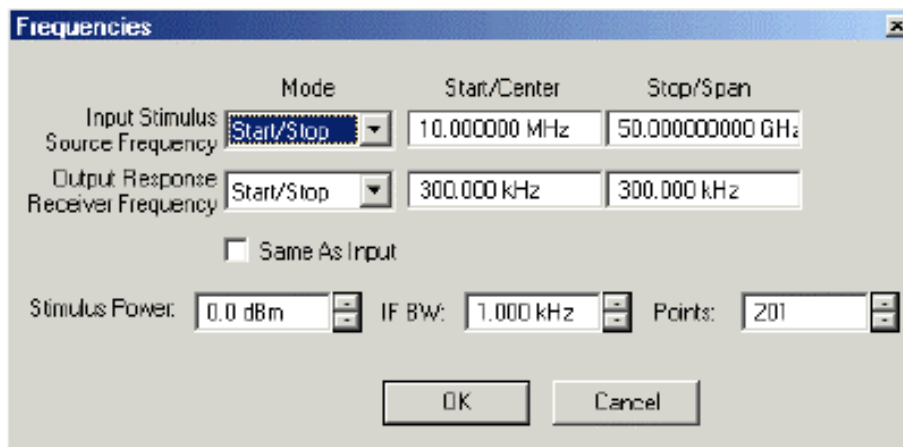 Frequencies
Mode Start/Center Stop/Span
Input Stimulus
Source Frequency Start/Stop 10.000000 MHz 50.000000000 GHz
Output Response
Receiver Frequency Start/Stop 300.000 kHz 300.000 kHz
Same As Input
Stimulus Power: 0.0 dBm IF BW: 1.000 kHz Points: 201
OK Cancel